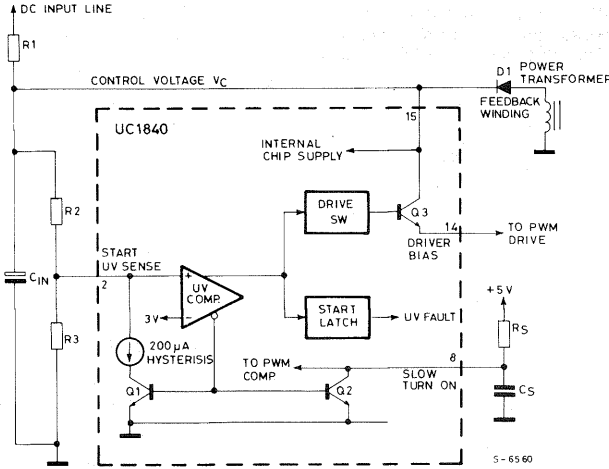 DC INPUT LINE
R1
CONTROL VOLTAGE VC
D1
POWER
TRANSFORMER
FEEDBACK
WINDING
UC1840
15
INTERNAL
CHIP SUPPLY
R2
DRIVE
SW
Q3
14
TO PWM
DRIVE
DRIVER
BIAS
START
UV SENSE
2
+
UV
COMP.
3V
−
START
LATCH
UV FAULT
+5V
CIN
R3
200µA
HYSTERISIS
TO PWM
COMP.
8
SLOW
TURN ON
RS
CS
Q1
Q2
S-6560